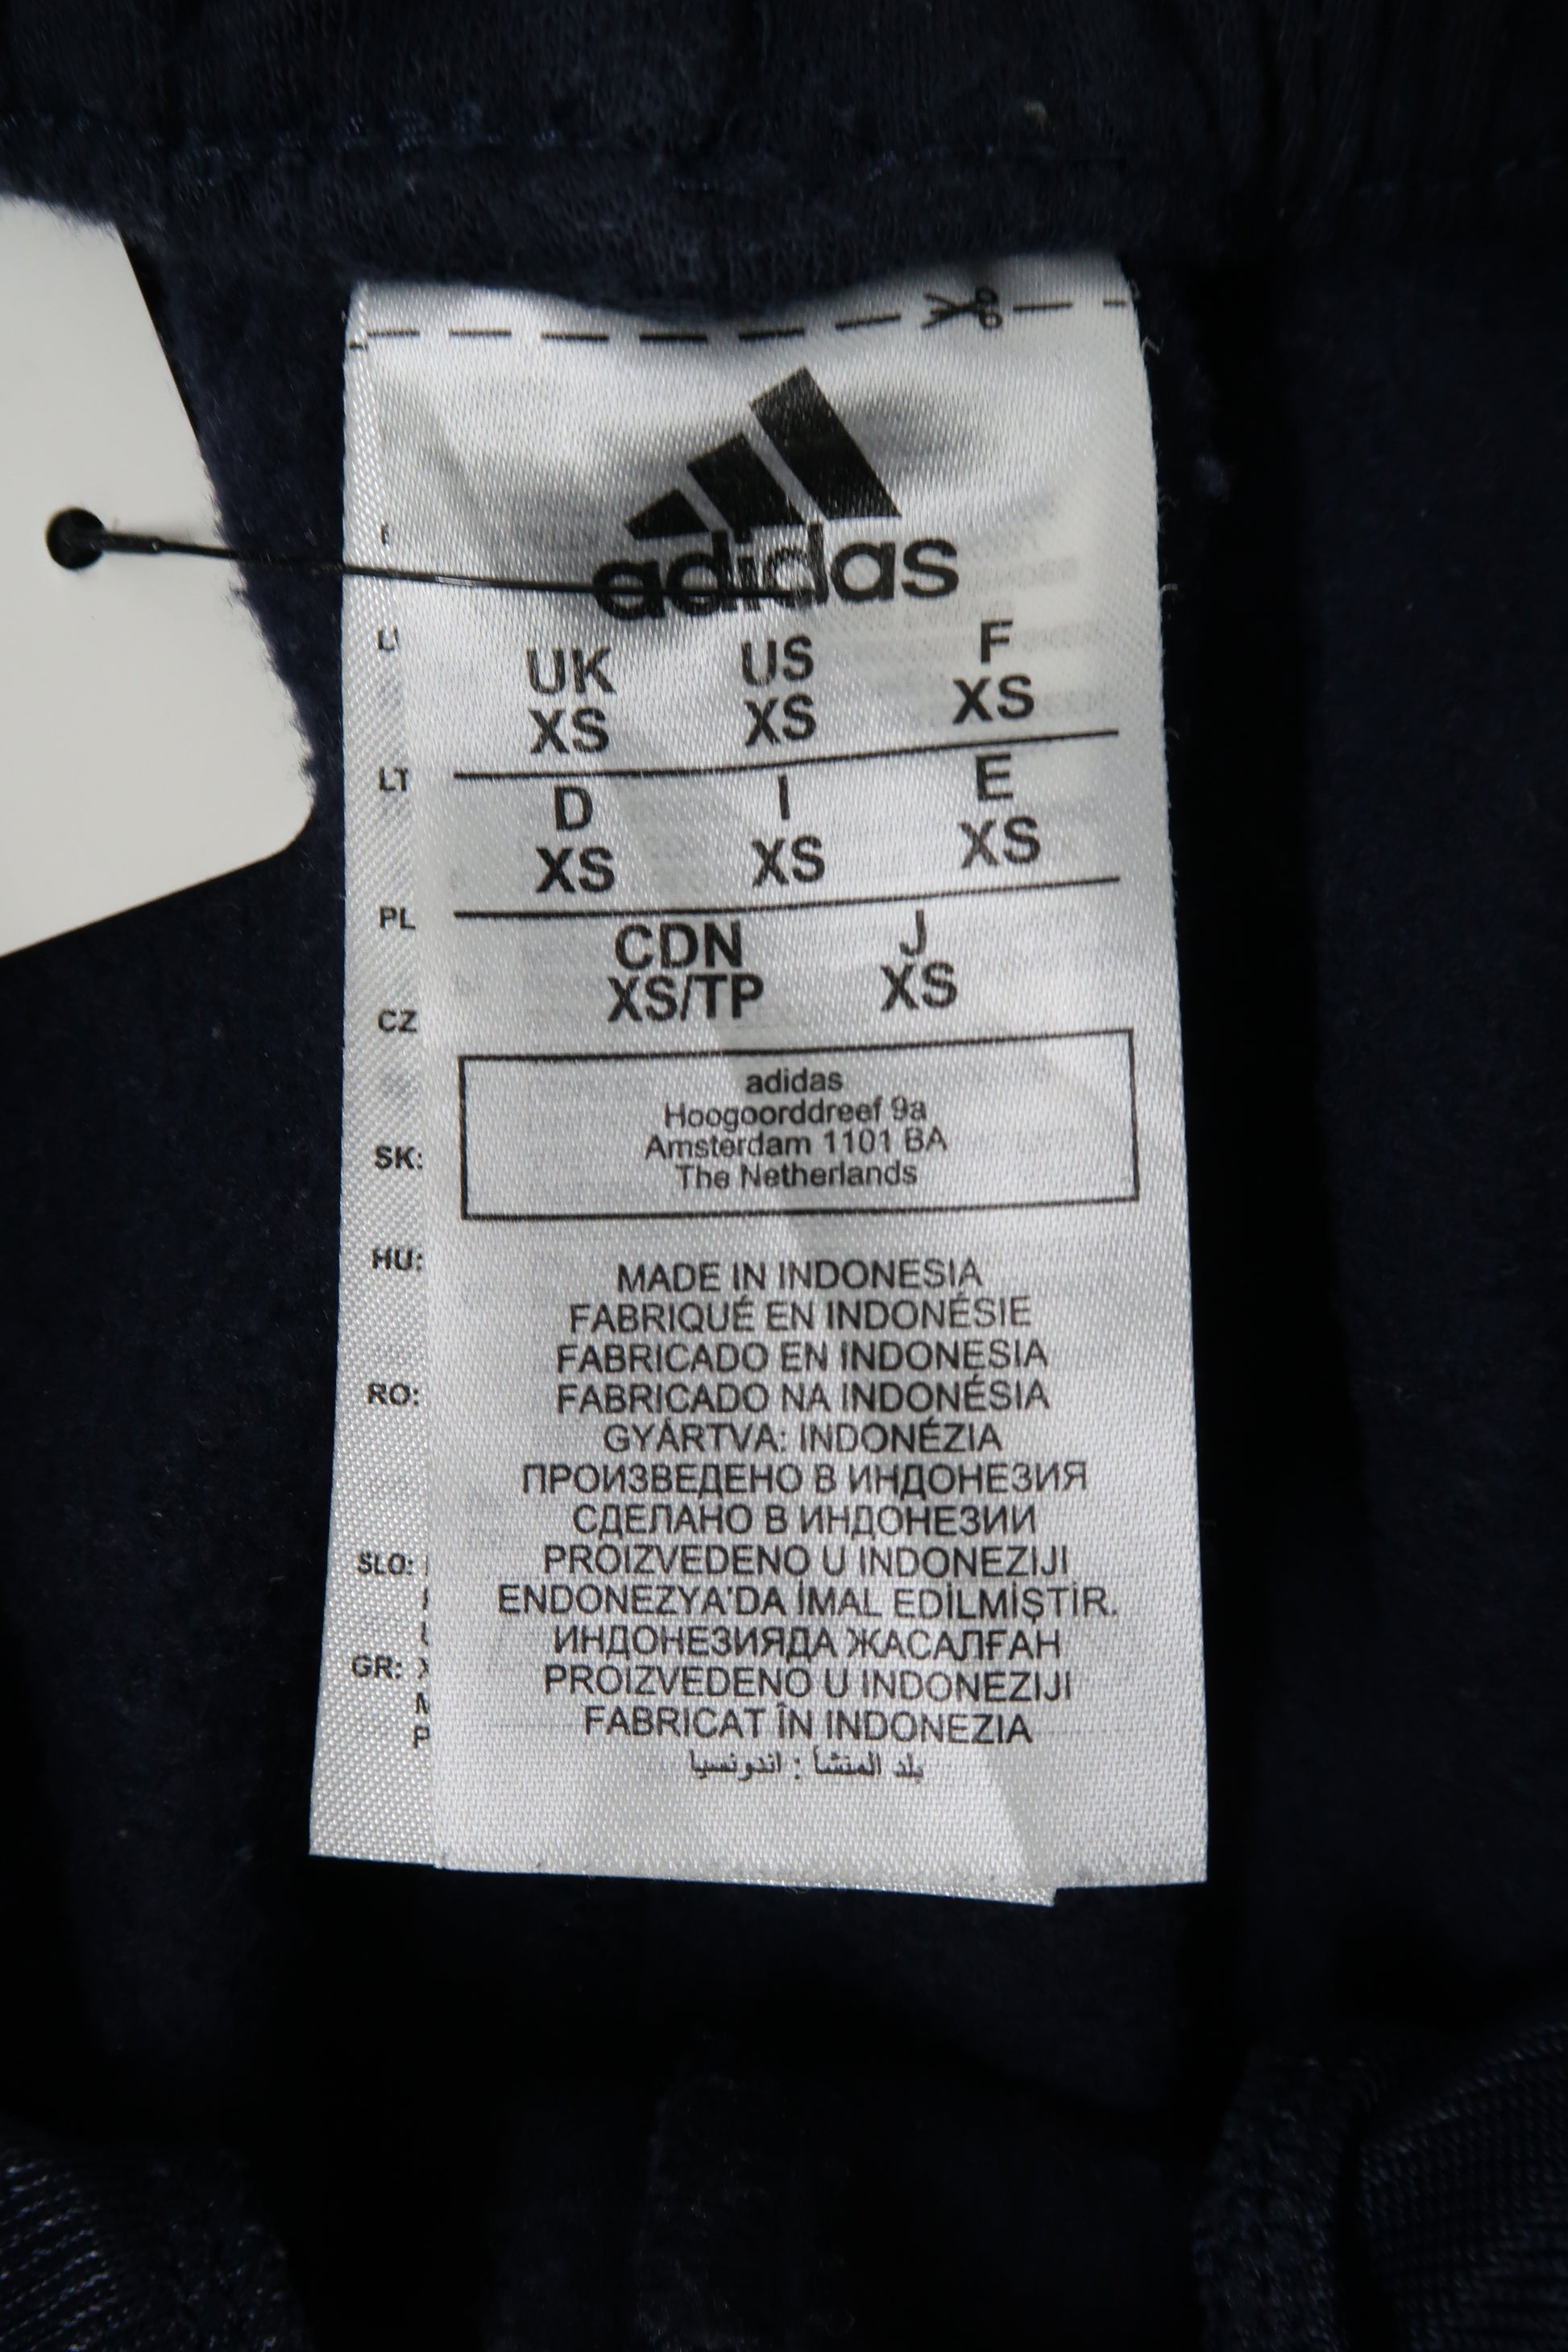 adidas
UK US F
XS XS XS
D I E
XS XS XS
CDN J
XS/TP XS
adidas
Hoogoorddreef 9a
Amsterdam 1101 BA
The Netherlands
MADE IN INDONESIA
FABRIQUÉ EN INDONÉSIE
FABRICADO EN INDONESIA
FABRICADO NA INDONÉSIA
GYÁRTVA: INDONÉZIA
ПРОИЗВЕДЕНО В ИНДОНЕЗИЯ
СДЕЛАНО В ИНДОНЕЗИИ
PROIZVEDENO U INDONEZIJI
ENDONEZYA'DA İMAL EDİLMİŞTİR.
ИНДОНЕЗИЯДА ЖАСАЛҒАН
PROIZVEDENO U INDONEZIJI
FABRICAT ÎN INDONEZIA
بلد المنشأ : اندونسيا
LT
PL
CZ
SK:
HU:
RO:
SLO:
GR: